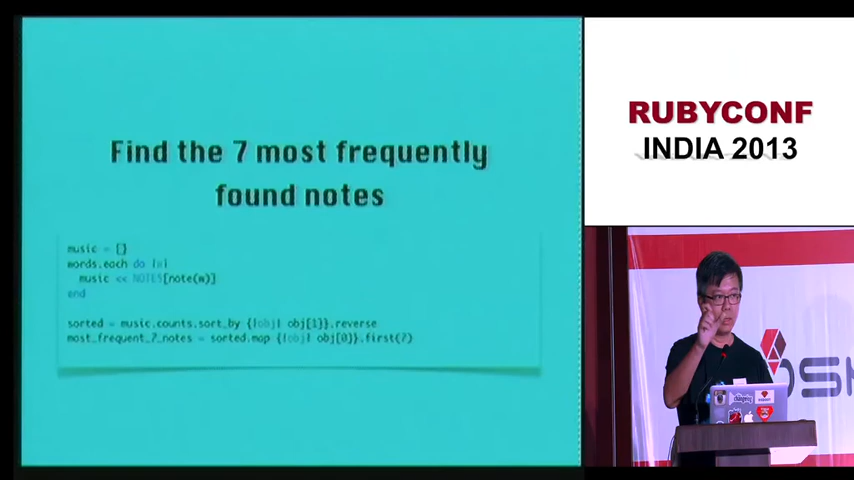 Find the 7 most frequently
found notes
music = []
words.each do |w|
music << NOTES[note(w)]
end
sorted = music.counts.sort_by {|obj| obj[1]}.reverse
most_frequent_7_notes = sorted.map {|obj| obj[0]}.first(7)
RUBYCONF
INDIA 2013
OSH